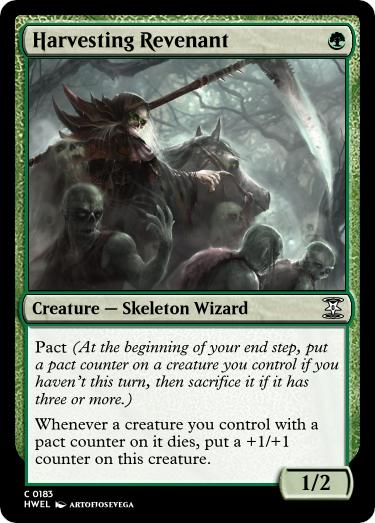 Harvesting Revenant
Creature — Skeleton Wizard
Pact (At the beginning of your end step, put
a pact counter on a creature you control if you
haven't this turn, then sacrifice it if it has
three or more.)
Whenever a creature you control with a
pact counter on it dies, put a +1/+1
counter on this creature.
1/2
C 0183
HWEL ARTOFJOSEVEGA